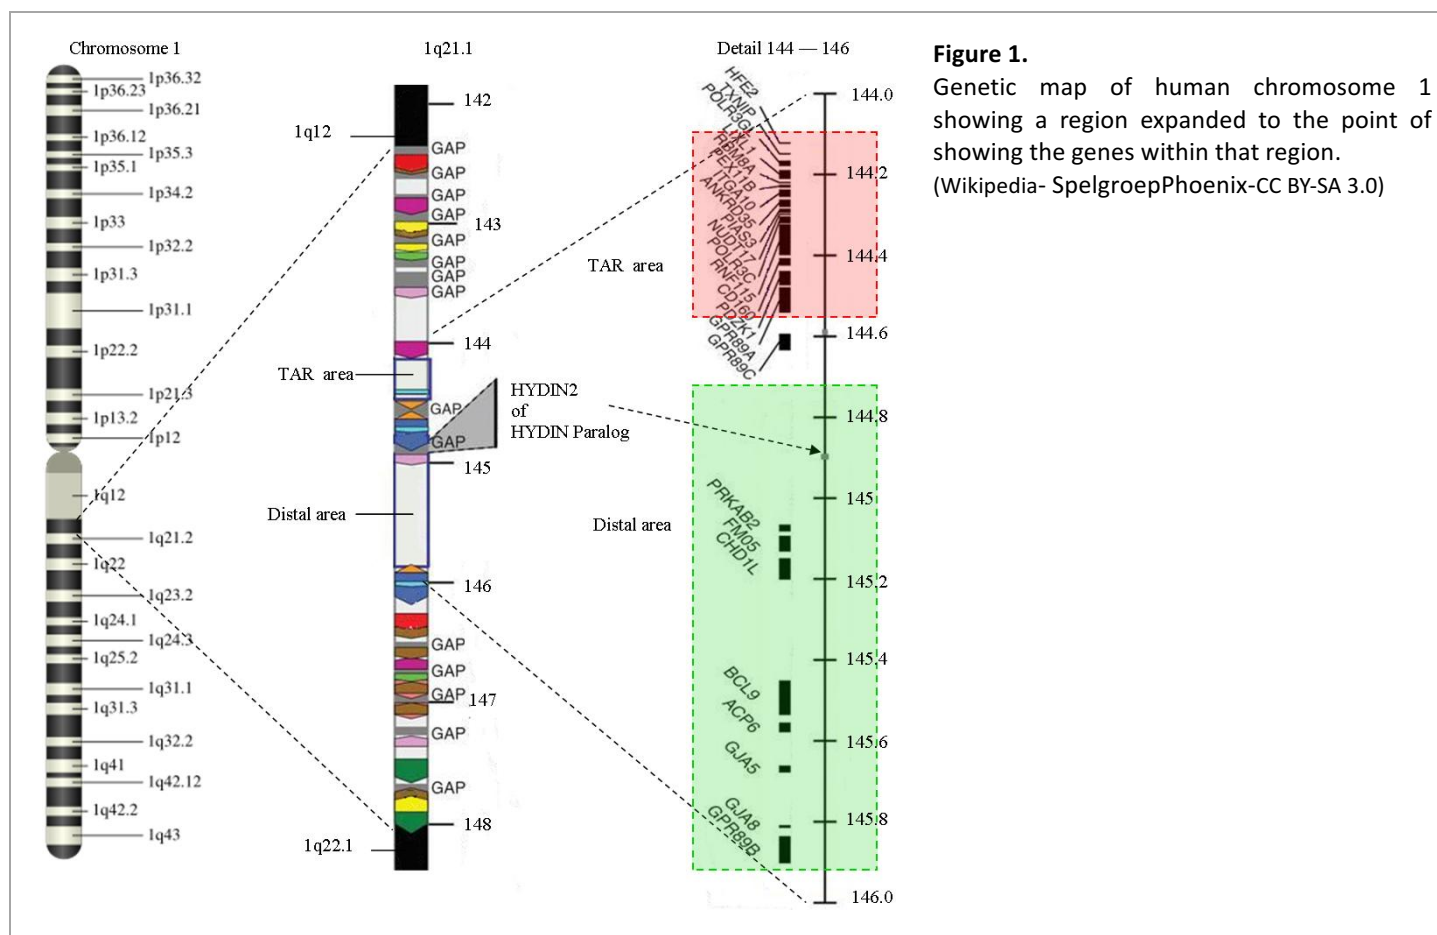 Chromosome 1
1p36.32
1p36.23
1p36.21
1p36.12
1p35.3
1p35.1
1p34.2
1p33
1p32.2
1p31.3
1p31.1
1p22.2
1p21.3
1p13.2
1p12
1q12
1q21.2
1q22
1q23.2
1q24.1
1q24.3
1q25.2
1q31.1
1q31.3
1q32.2
1q41
1q42.12
1q42.2
1q43
1q21.1
142
1q12
GAP
GAP
GAP
GAP
143
GAP
GAP
GAP
GAP
144
TAR area
GAP
GAP
HYDIN2
of
HYDIN Paralog
145
Distal area
146
GAP
GAP
GAP
147
GAP
GAP
148
1q22.1
Detail 144 — 146
HFE2
TXNIP
POLR3GL
LIX1L
RBM8A
PEX11B
ITGA10
ANKRD35
PIAS3
NUDT17
POLR3C
RNF115
CD160
PDZK1
GPR89A
GPR89C
TAR area
144.0
144.2
144.4
144.6
144.8
145
145.2
145.4
145.6
145.8
146.0
Distal area
PRKAB2
FM05
CHD1L
BCL9
ACP6
GJA5
GJA8
GPR89B
Figure 1.
Genetic map of human chromosome 1
showing a region expanded to the point of
showing the genes within that region.
(Wikipedia- SpelgroepPhoenix-CC BY-SA 3.0)